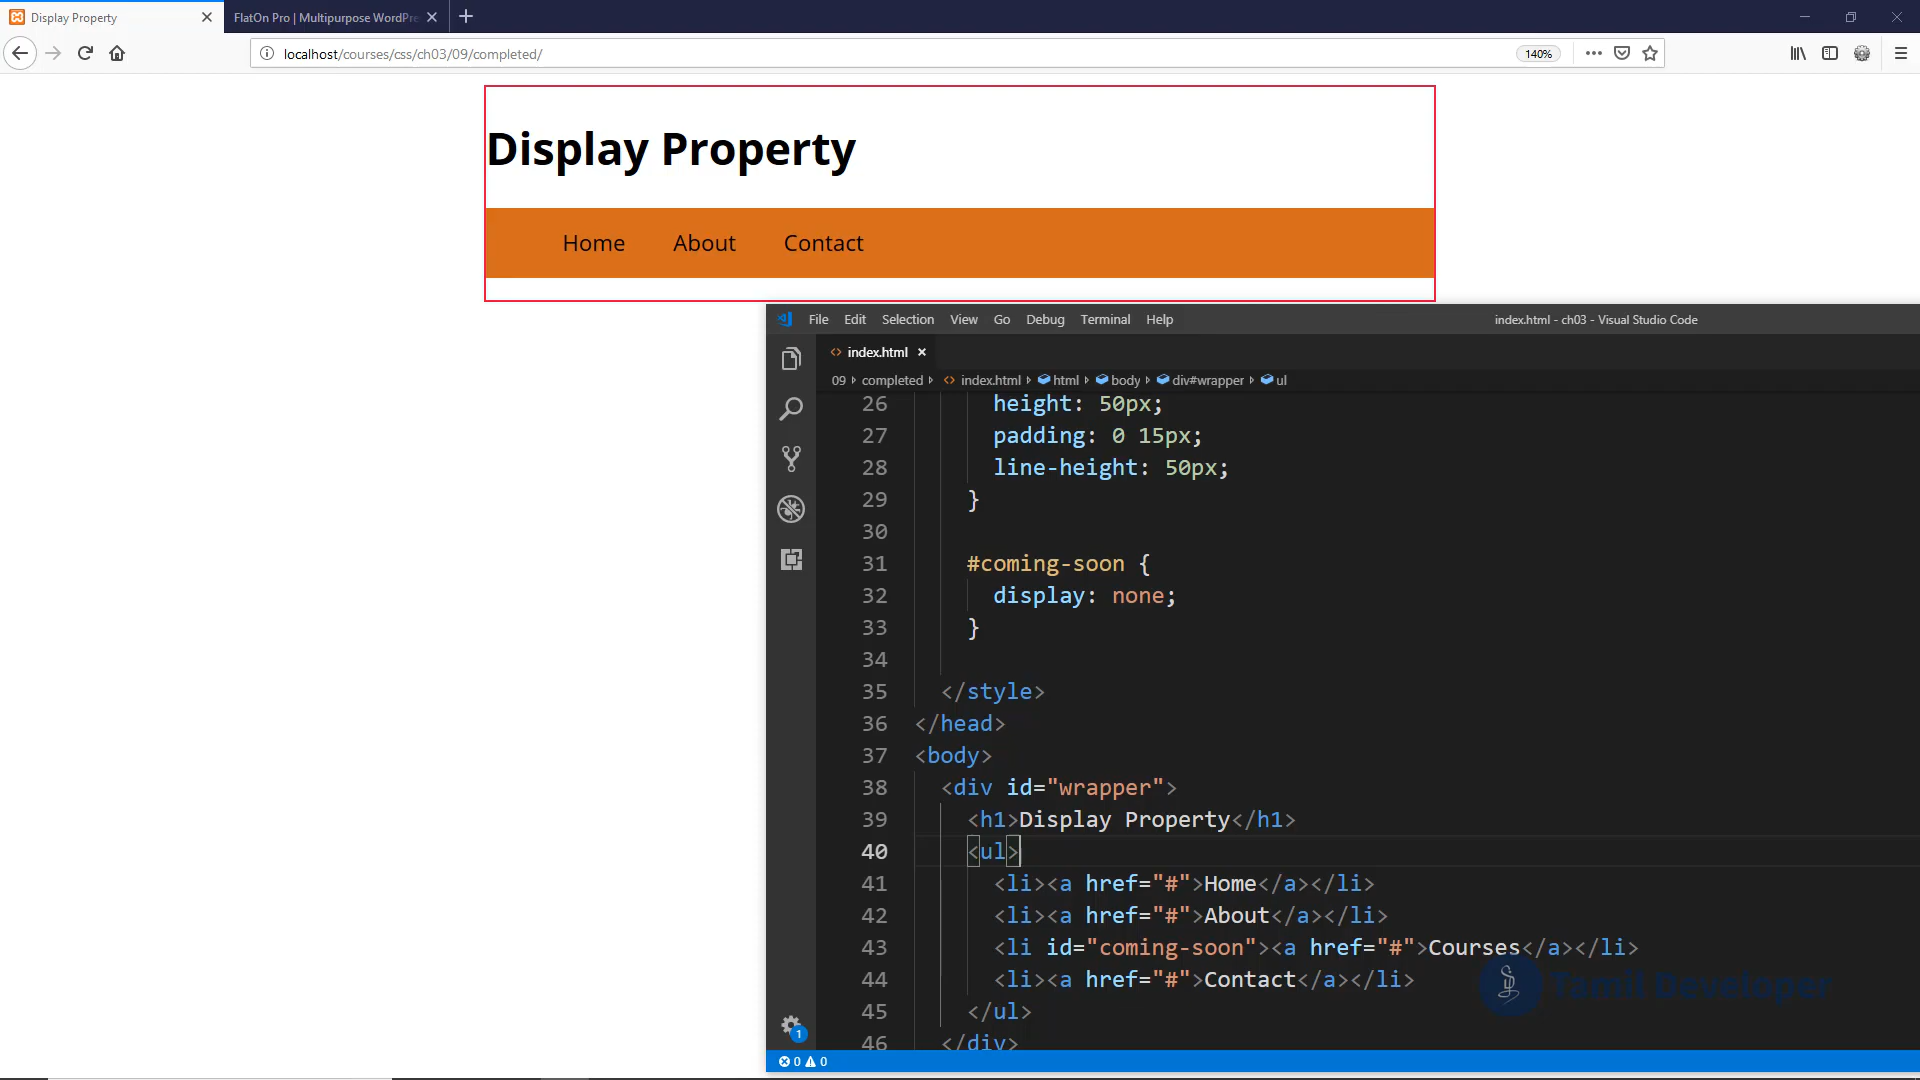 Display Property
FlatOn Pro | Multipurpose WordPre
localhost/courses/css/ch03/09/completed/
140%
Display Property
Home About Contact
File Edit Selection View Go Debug Terminal Help
index.html - ch03 - Visual Studio Code
index.html
09 completed index.html html body div#wrapper ul
26 height: 50px;
27 padding: 0 15px;
28 line-height: 50px;
29 }
30
31 #coming-soon {
32 display: none;
33 }
34
35 </style>
36 </head>
37 <body>
38 <div id="wrapper">
39 <h1>Display Property</h1>
40 <ul>
41 <li><a href="#">Home</a></li>
42 <li><a href="#">About</a></li>
43 <li id="coming-soon"><a href="#">Courses</a></li>
44 <li><a href="#">Contact</a></li>
45 </ul>
46 </div>
Tamil Developer
1
0 0